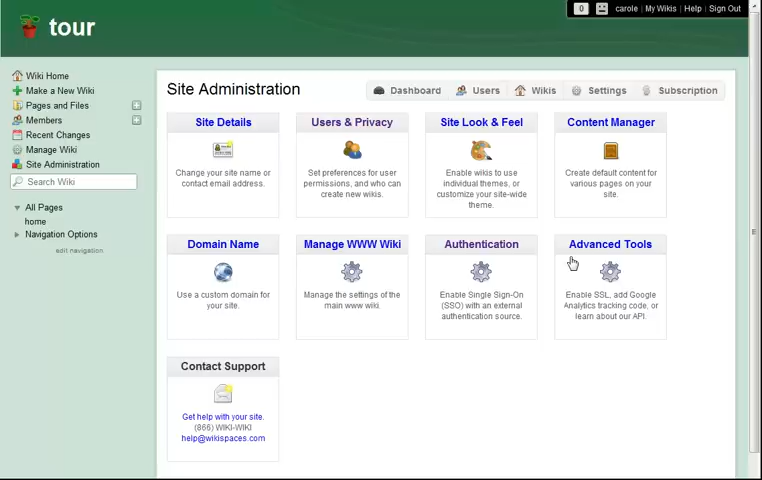 0 carole | My Wikis | Help | Sign Out
tour
Wiki Home
Make a New Wiki
Pages and Files
Members
Recent Changes
Manage Wiki
Site Administration
Search Wiki
All Pages
home
Navigation Options
edit navigation
Site Administration
Dashboard Users Wikis Settings Subscription
Site Details
Change your site name or
contact email address.
Users & Privacy
Set preferences for user
permissions, and who can
create new wikis.
Site Look & Feel
Enable wikis to use
individual themes, or
customize your site-wide
theme.
Content Manager
Create default content for
various pages on your
site.
Domain Name
Use a custom domain for
your site.
Manage WWW Wiki
Manage the settings of the
main www wiki.
Authentication
Enable Single Sign-On
(SSO) with an external
authentication source.
Advanced Tools
Enable SSL, add Google
Analytics tracking code, or
learn about our API.
Contact Support
Get help with your site.
(866) WIKI-WIKI
help@wikispaces.com